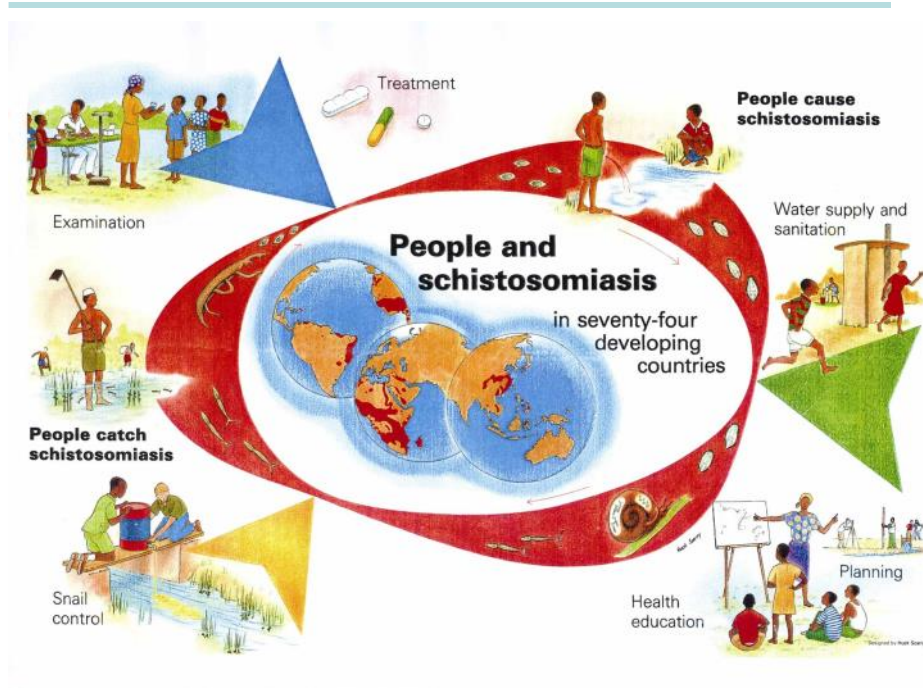 Treatment
People cause
schistosomiasis
Examination
Water supply and
sanitation
People and
schistosomiasis
in seventy-four
developing
countries
People catch
schistosomiasis
Snail
control
Health
education
Planning